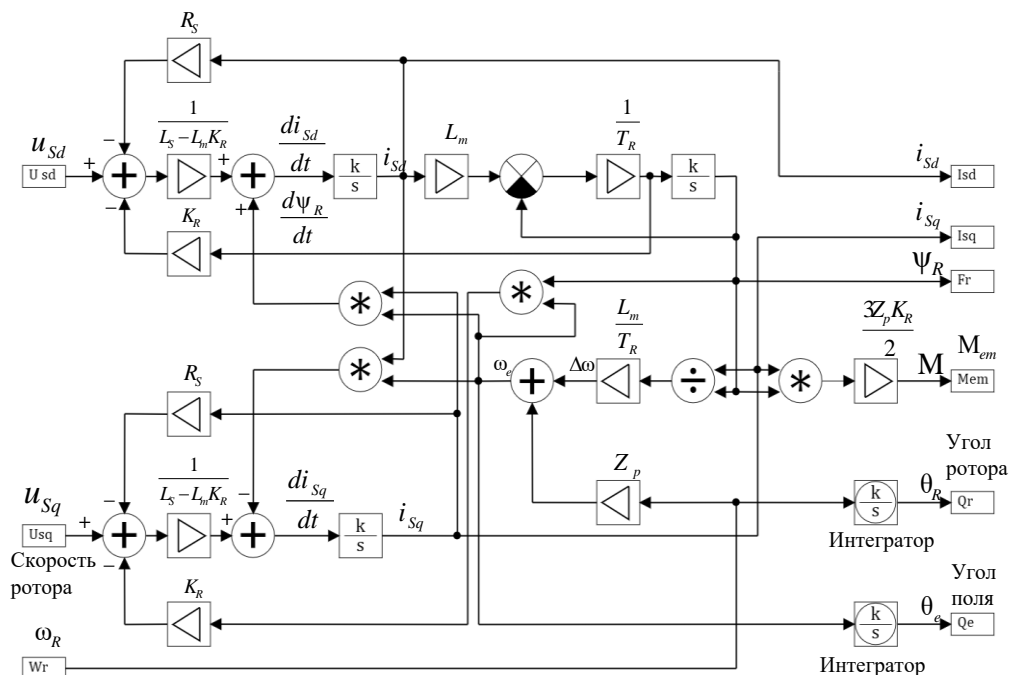 R_S
1
L_S – L_m K_R
u_Sd
U sd
+
−
−
+
+
di_Sd
dt
k
s
i_Sd
L_m
1
T_R
k
s
i_Sd
Isd
dψ_R
dt
K_R
i_Sq
Isq
ψ_R
Fr
*
*
*
ω_e
+
Δω
L_m
T_R
÷
*
3Z_p K_R
2
M
M_em
Mem
R_S
1
L_S – L_m K_R
u_Sq
Usq
+
−
−
+
−
di_Sq
dt
k
s
i_Sq
Z_p
k
s
Угол
ротора
θ_R
Qr
Интегратор
Скорость
ротора
K_R
ω_R
Wr
k
s
Угол
поля
θ_e
Qe
Интегратор